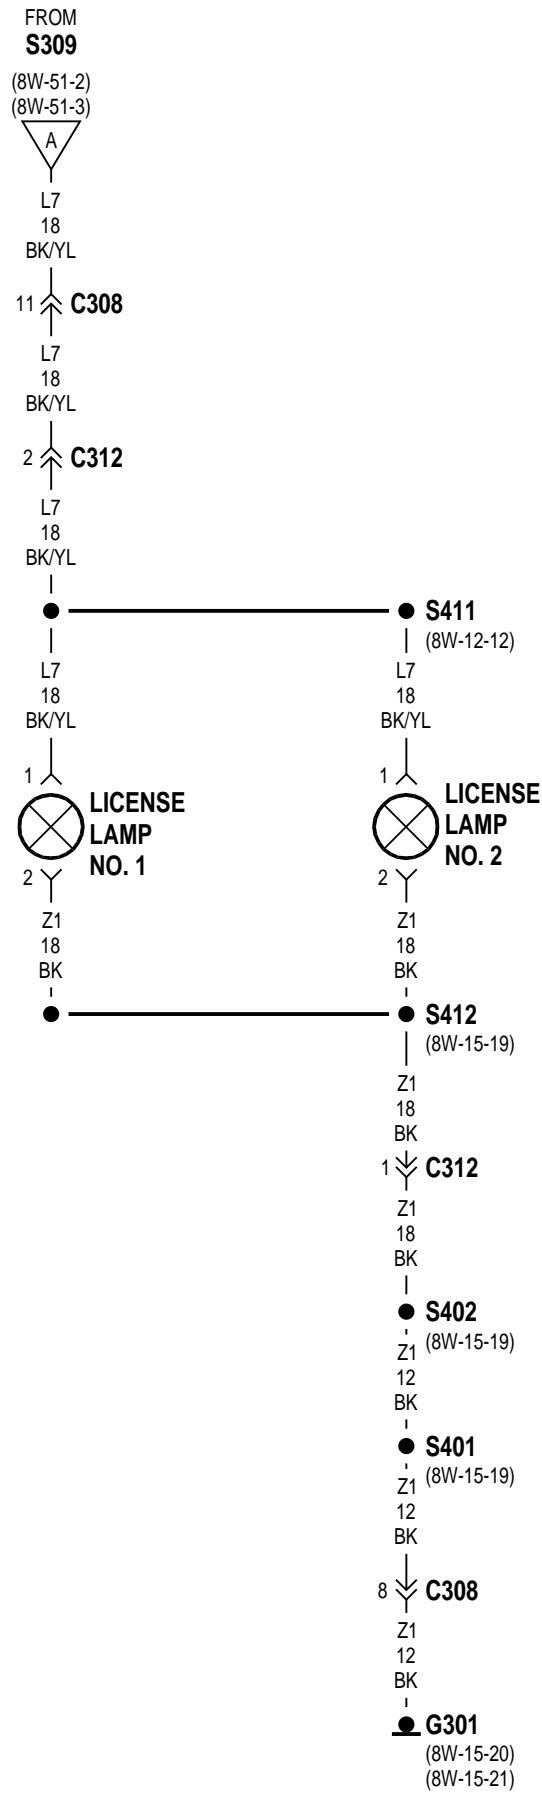 FROM
S309
(8W-51-2)
(8W-51-3)
A
L7
18
BK/YL
11 C308
L7
18
BK/YL
2 C312
L7
18
BK/YL
S411
(8W-12-12)
L7
18
BK/YL
1
LICENSE
LAMP
NO. 1
2
Z1
18
BK
L7
18
BK/YL
1
LICENSE
LAMP
NO. 2
2
Z1
18
BK
S412
(8W-15-19)
Z1
18
BK
1 C312
Z1
18
BK
S402
(8W-15-19)
Z1
12
BK
S401
(8W-15-19)
Z1
12
BK
8 C308
Z1
12
BK
G301
(8W-15-20)
(8W-15-21)